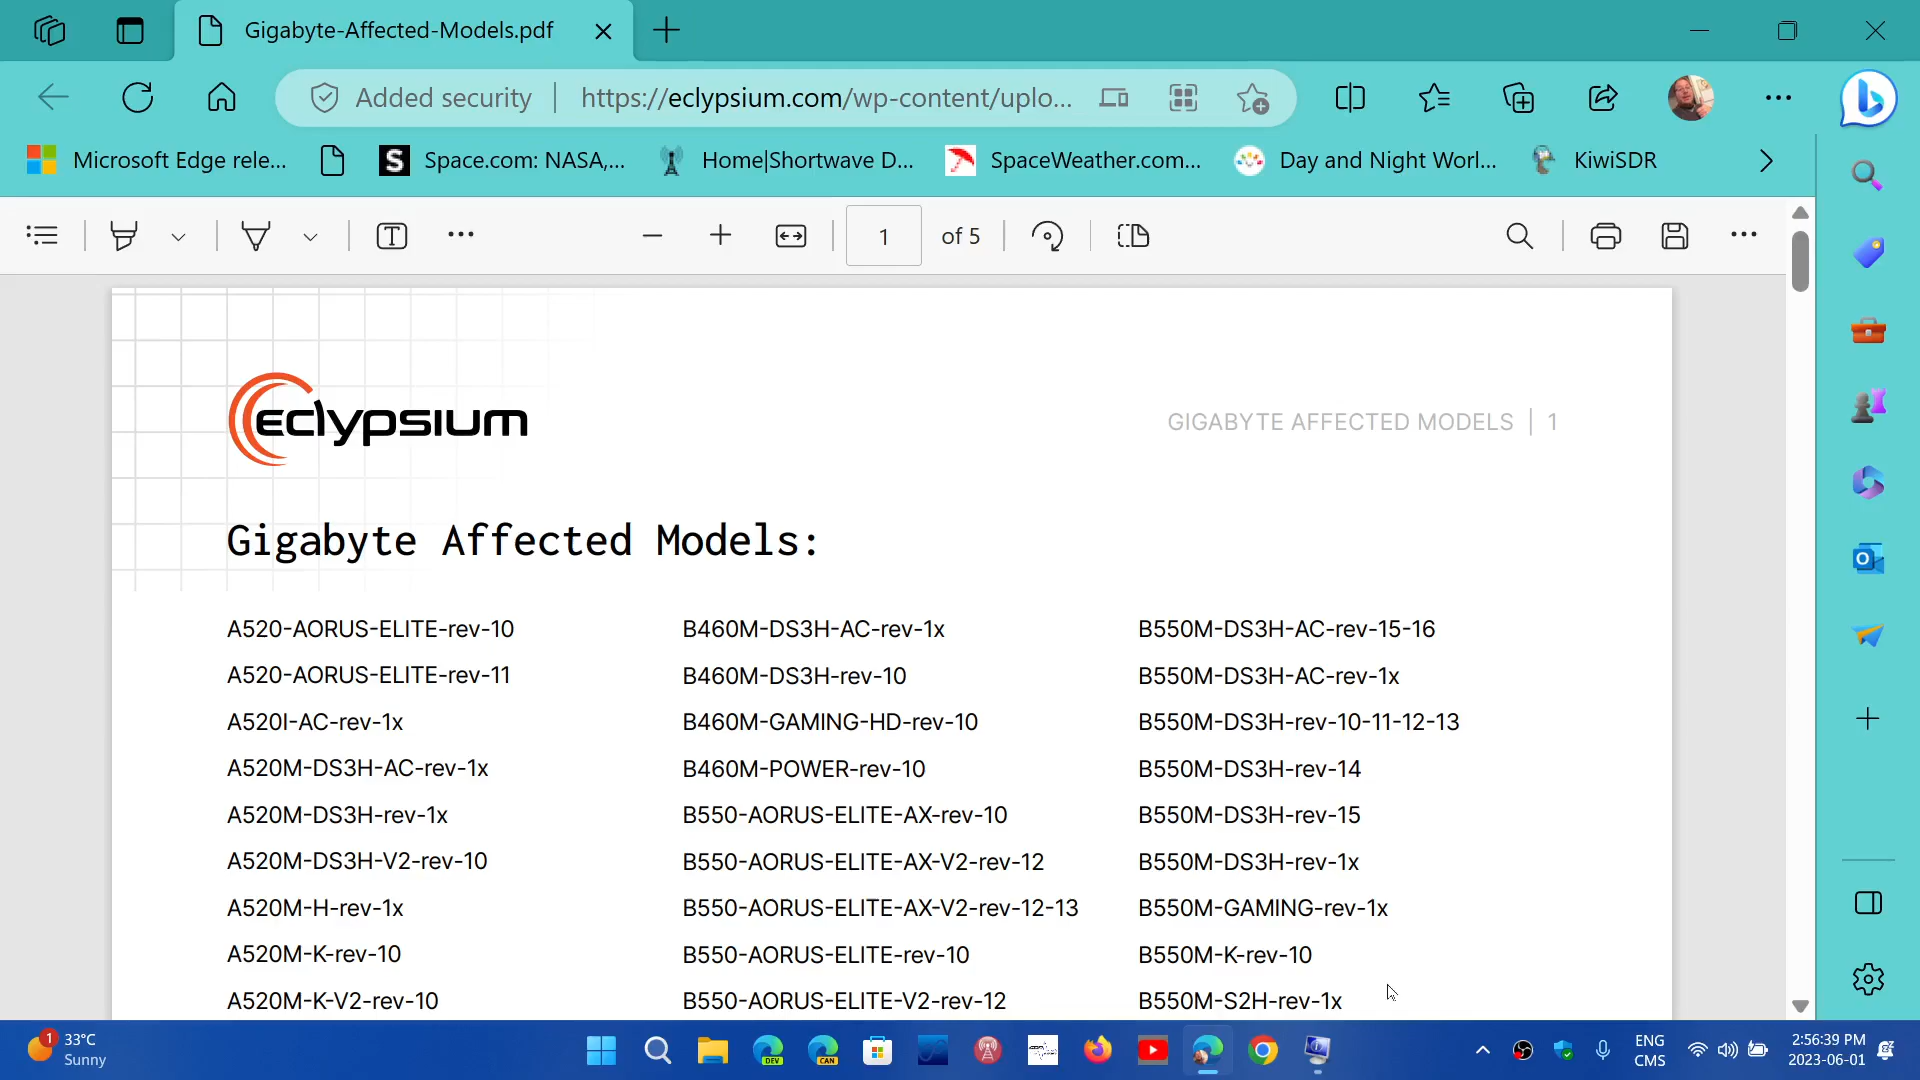 Gigabyte-Affected-Models.pdf
Added security
https://eclypsium.com/wp-content/uplo...
Microsoft Edge rele...
S
Space.com: NASA,...
Home|Shortwave D...
SpaceWeather.com...
Day and Night Worl...
KiwiSDR
1 of 5
Eclypsium
GIGABYTE AFFECTED MODELS | 1
Gigabyte Affected Models:
A520-AORUS-ELITE-rev-10
A520-AORUS-ELITE-rev-11
A520I-AC-rev-1x
A520M-DS3H-AC-rev-1x
A520M-DS3H-rev-1x
A520M-DS3H-V2-rev-10
A520M-H-rev-1x
A520M-K-rev-10
A520M-K-V2-rev-10
B460M-DS3H-AC-rev-1x
B460M-DS3H-rev-10
B460M-GAMING-HD-rev-10
B460M-POWER-rev-10
B550-AORUS-ELITE-AX-rev-10
B550-AORUS-ELITE-AX-V2-rev-12
B550-AORUS-ELITE-AX-V2-rev-12-13
B550-AORUS-ELITE-rev-10
B550-AORUS-ELITE-V2-rev-12
B550M-DS3H-AC-rev-15-16
B550M-DS3H-AC-rev-1x
B550M-DS3H-rev-10-11-12-13
B550M-DS3H-rev-14
B550M-DS3H-rev-15
B550M-DS3H-rev-1x
B550M-GAMING-rev-1x
B550M-K-rev-10
B550M-S2H-rev-1x
1
33°C
Sunny
DEV
CAN
ENG
CMS
2:56:39 PM
2023-06-01